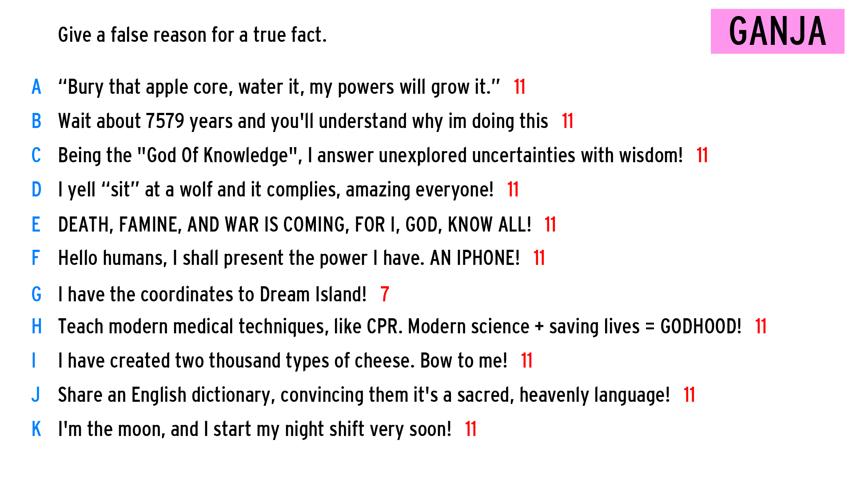 Give a false reason for a true fact.
GANJA
A “Bury that apple core, water it, my powers will grow it.” 11
B Wait about 7579 years and you'll understand why im doing this 11
C Being the "God Of Knowledge", I answer unexplored uncertainties with wisdom! 11
D I yell “sit” at a wolf and it complies, amazing everyone! 11
E DEATH, FAMINE, AND WAR IS COMING, FOR I, GOD, KNOW ALL! 11
F Hello humans, I shall present the power I have. AN IPHONE! 11
G I have the coordinates to Dream Island! 7
H Teach modern medical techniques, like CPR. Modern science + saving lives = GODHOOD! 11
I I have created two thousand types of cheese. Bow to me! 11
J Share an English dictionary, convincing them it's a sacred, heavenly language! 11
K I'm the moon, and I start my night shift very soon! 11